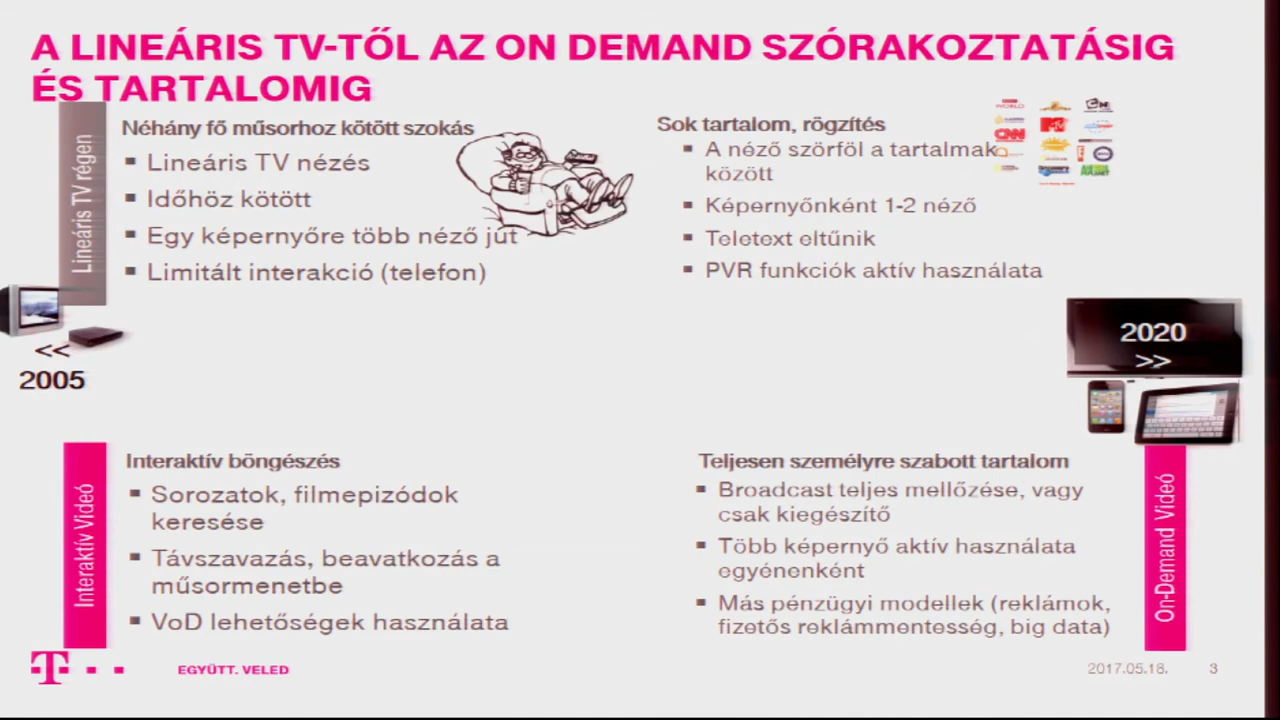 A LINEÁRIS TV-TŐL AZ ON DEMAND SZÓRAKOZTATÁSIG
ÉS TARTALOMIG
Lineáris TV régen
Néhány fő műsorhoz kötött szokás
▪ Lineáris TV nézés
▪ Időhöz kötött
▪ Egy képernyőre több néző jut
▪ Limitált interakció (telefon)
Sok tartalom, rögzítés
▪ A néző szörföl a tartalmak
között
▪ Képernyőnként 1-2 néző
▪ Teletext eltűnik
▪ PVR funkciók aktív használata
WORLD
CNN
<<
2005
2020
>>
Interaktív Videó
Interaktív böngészés
▪ Sorozatok, filmepizódok
keresése
▪ Távszavazás, beavatkozás a
műsormenetbe
▪ VoD lehetőségek használata
Teljesen személyre szabott tartalom
▪ Broadcast teljes mellőzése, vagy
csak kiegészítő
▪ Több képernyő aktív használata
egyénenként
▪ Más pénzügyi modellek (reklámok,
fizetős reklámmentesség, big data)
On-Demand Videó
T
EGYÜTT. VELED
2017.05.18.
3